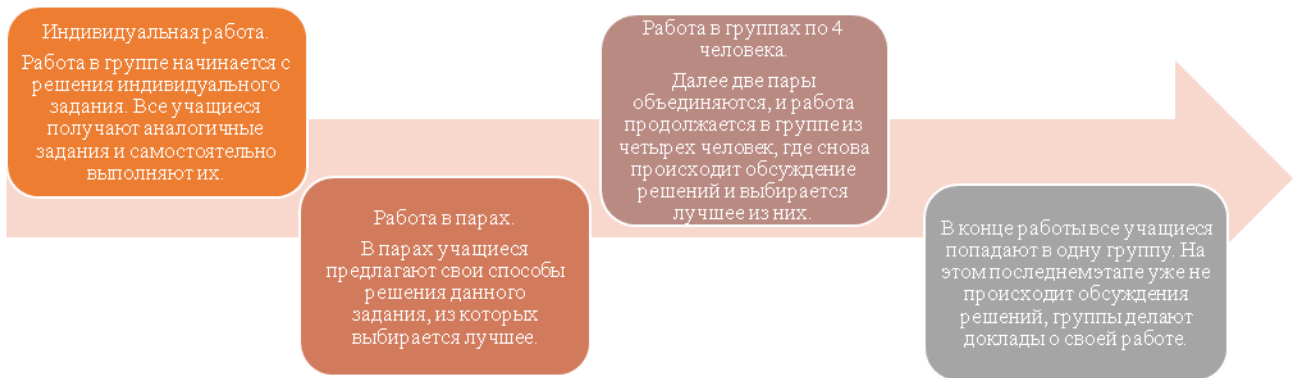 Индивидуальная работа.
Работа в группе начинается с
решения индивидуального
задания. Все учащиеся
получают аналогичные
задания и самостоятельно
выполняют их.
Работа в парах.
В парах учащиеся
предлагают свои способы
решения данного
задания, из которых
выбирается лучшее.
Работа в группах по 4
человека.
Далее две пары
объединяются, и работа
продолжается в группе из
четырех человек, где снова
происходит обсуждение
решений и выбирается
лучшее из них.
В конце работы все учащиеся
попадают в одну группу. На
этом последнемэтапе уже не
происходит обсуждения
решений, группы делают
доклады о своей работе.